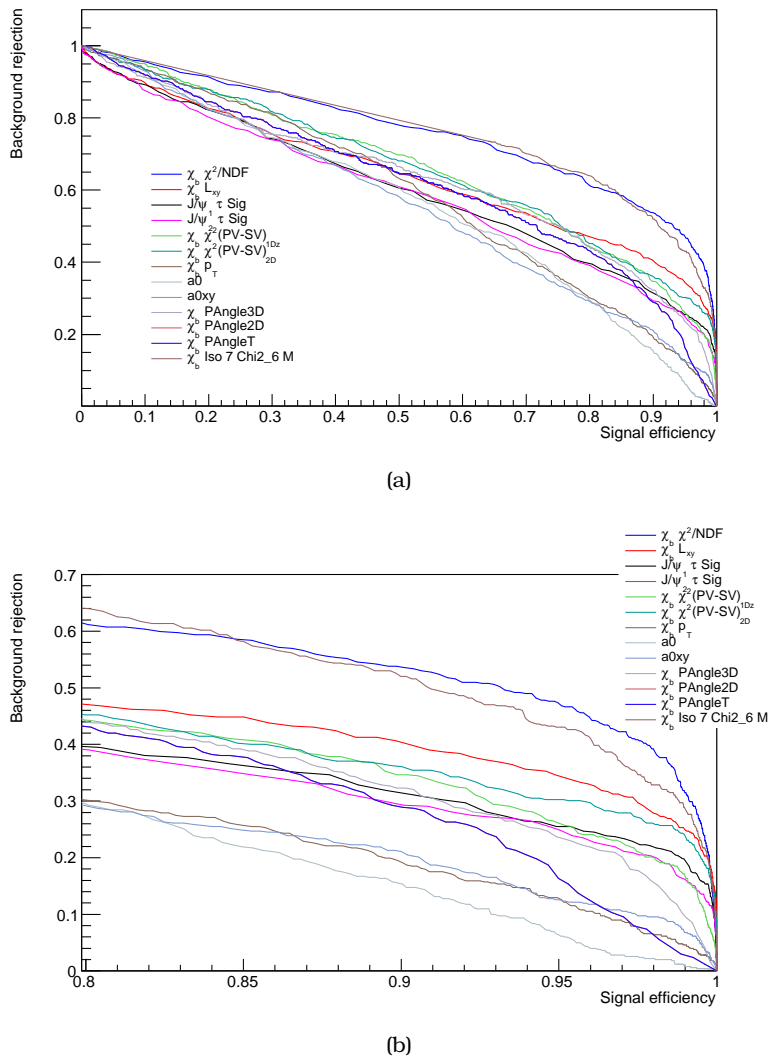 Background rejection
1
0.8
0.6
0.4
0.2
χb χ²/NDF
χb Lxy
J/ψ1 τ Sig
J/ψ2 τ Sig
χb χ²(PV-SV)1Dz
χb χ²(PV-SV)2D
χb pT
a0
a0xy
χb PAngle3D
χb PAngle2D
χb PAngleT
χb Iso 7 Chi2_6 M
0 0.1 0.2 0.3 0.4 0.5 0.6 0.7 0.8 0.9 1
Signal efficiency
(a)
Background rejection
0.7
0.6
0.5
0.4
0.3
0.2
0.1
0
χb χ²/NDF
χb Lxy
J/ψ1 τ Sig
J/ψ2 τ Sig
χb χ²(PV-SV)1Dz
χb χ²(PV-SV)2D
χb pT
a0
a0xy
χb PAngle3D
χb PAngle2D
χb PAngleT
χb Iso 7 Chi2_6 M
0.8 0.85 0.9 0.95 1
Signal efficiency
(b)